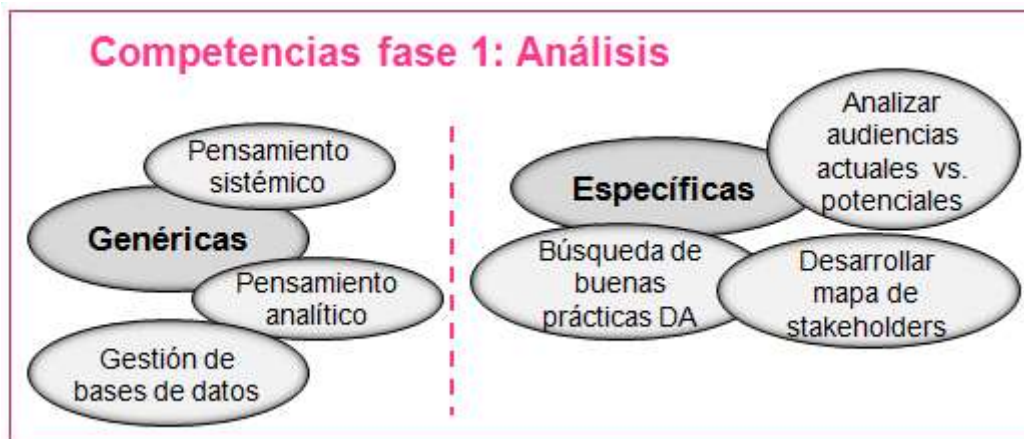 Competencias fase 1: Análisis
Pensamiento
sistémico
Genéricas
Pensamiento
analítico
Gestión de
bases de datos
Analizar
audiencias
actuales vs.
potenciales
Específicas
Búsqueda de
buenas
prácticas DA
Desarrollar
mapa de
stakeholders